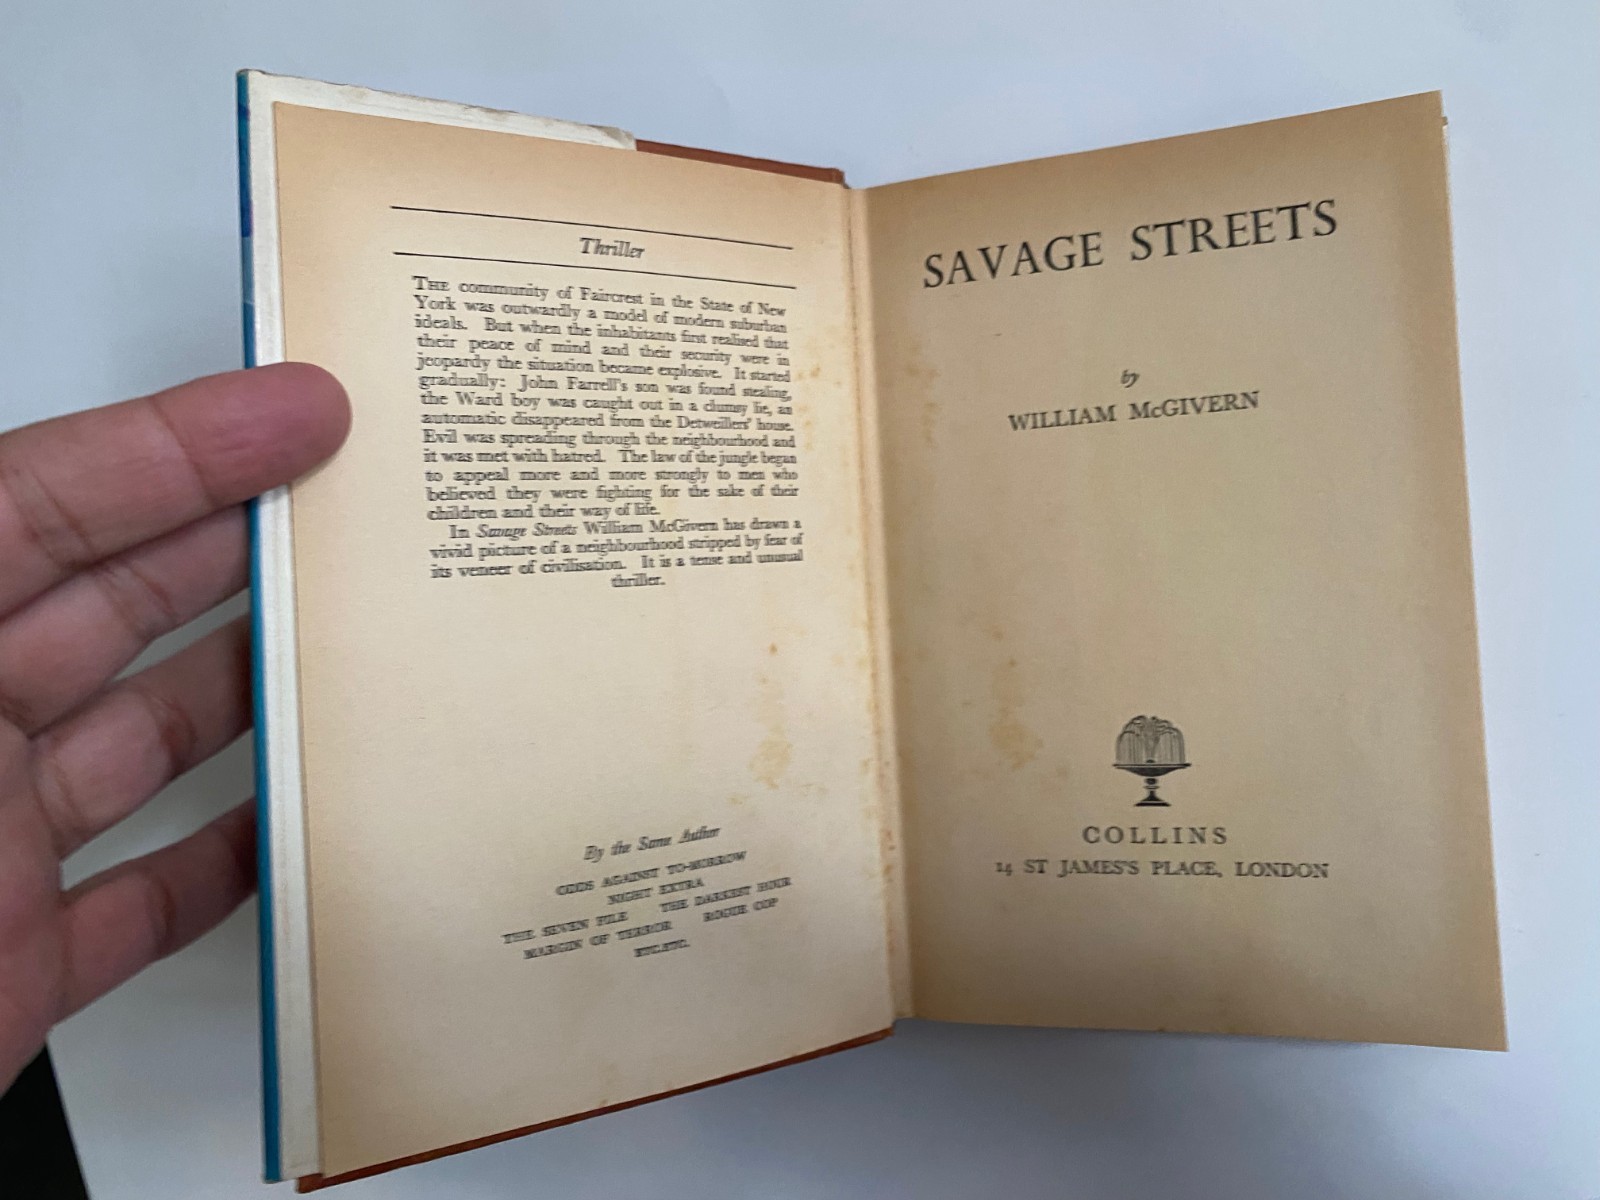 Thriller
THE community of Faircrest in the State of New
York was outwardly a model of modern suburban
ideals. But when the inhabitants first realised that
their peace of mind and their security were in
jeopardy the situation became explosive. It started
gradually: John Farrell's son was found stealing,
the Ward boy was caught out in a clumsy lie, an
automatic disappeared from the Detweillers' house.
Evil was spreading through the neighbourhood and
it was met with hatred. The law of the jungle began
to appeal more and more strongly to men who
believed they were fighting for the sake of their
children and their way of life.
In Savage Streets William McGivern has drawn a
vivid picture of a neighbourhood stripped by fear of
its veneer of civilisation. It is a tense and unusual
thriller.
By the Same Author
ODDS AGAINST TO-MORROW
NIGHT EXTRA
THE SEVEN FILE THE DARKEST HOUR
MARGIN OF TERROR ROGUE COP
ETC. ETC.
SAVAGE STREETS
by
WILLIAM McGIVERN
COLLINS
14 ST JAMES'S PLACE, LONDON